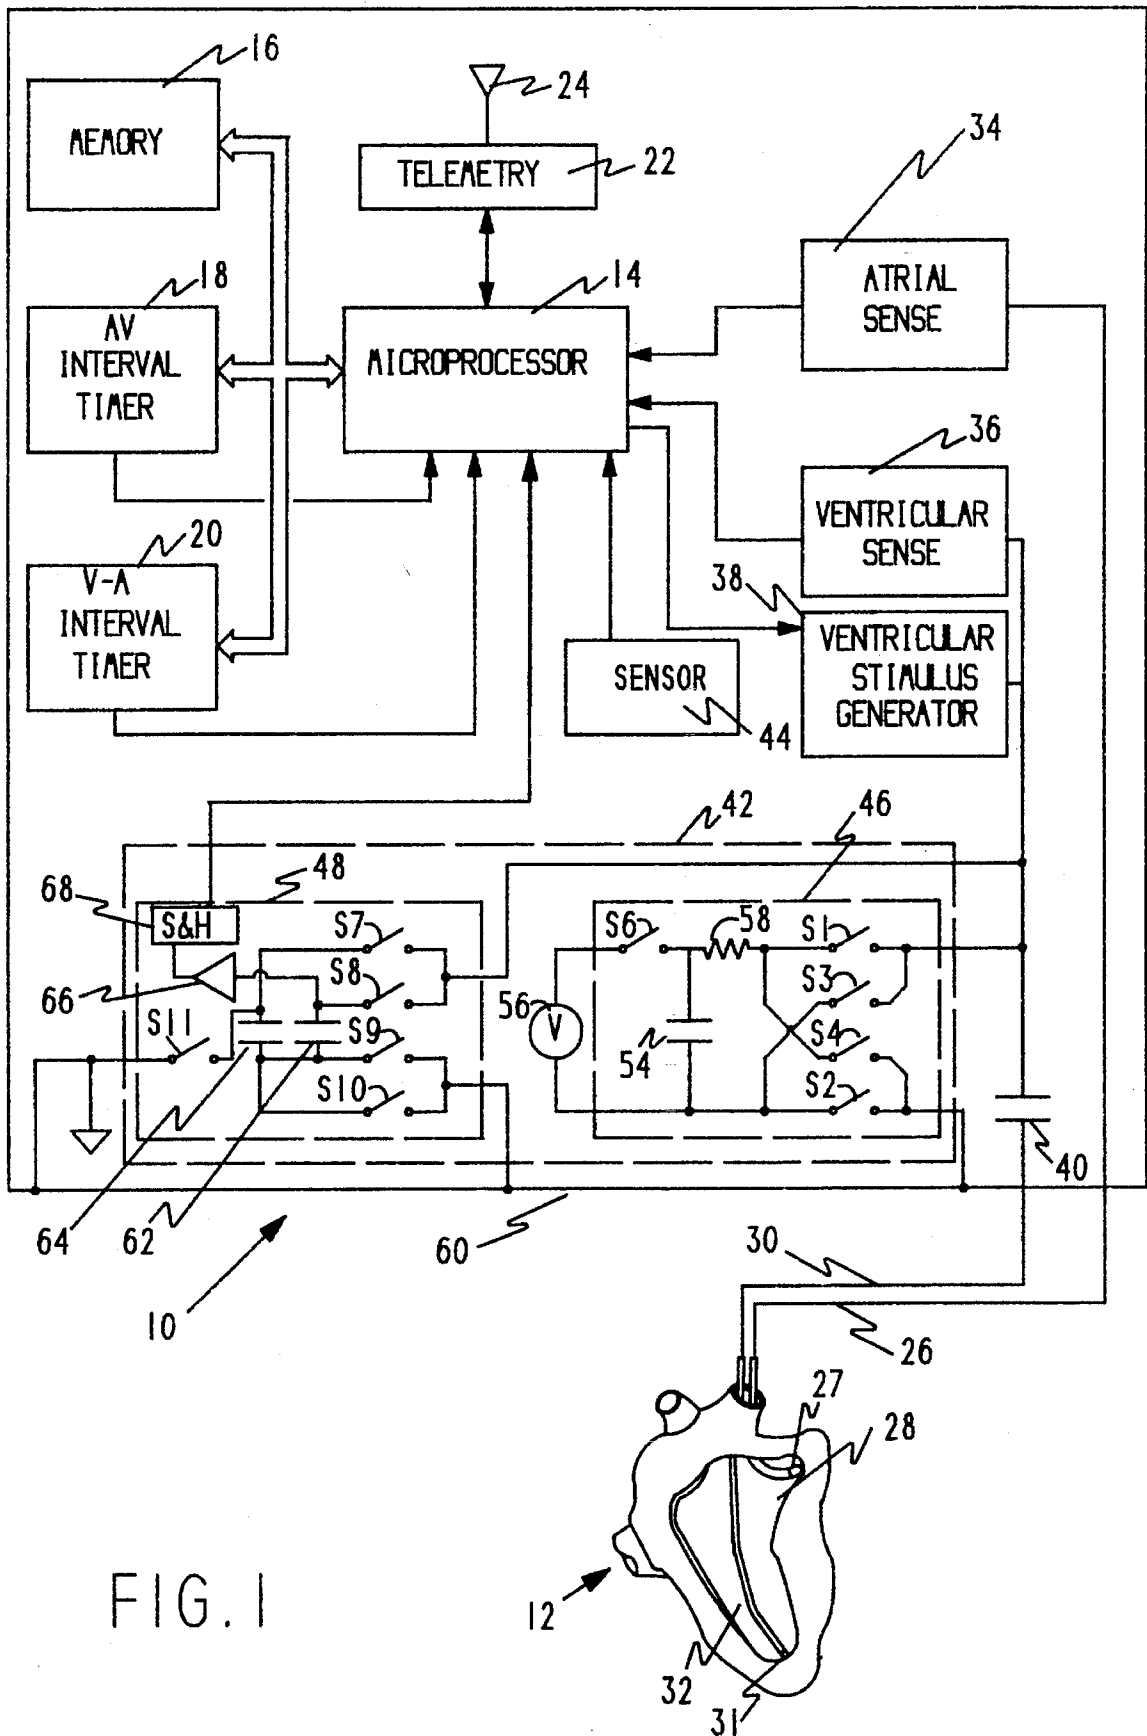 16
MEMORY
24
TELEMETRY
22
34
ATRIAL
SENSE
18
AV
INTERVAL
TIMER
14
MICROPROCESSOR
36
VENTRICULAR
SENSE
20
V-A
INTERVAL
TIMER
38
VENTRICULAR
STIMULUS
GENERATOR
SENSOR
44
42
46
48
68
S&H
66
S7
S8
S9
S10
S11
S6
58
S1
S3
S4
S2
56
V
54
40
64
62
60
10
30
26
27
28
12
32
31
FIG. 1